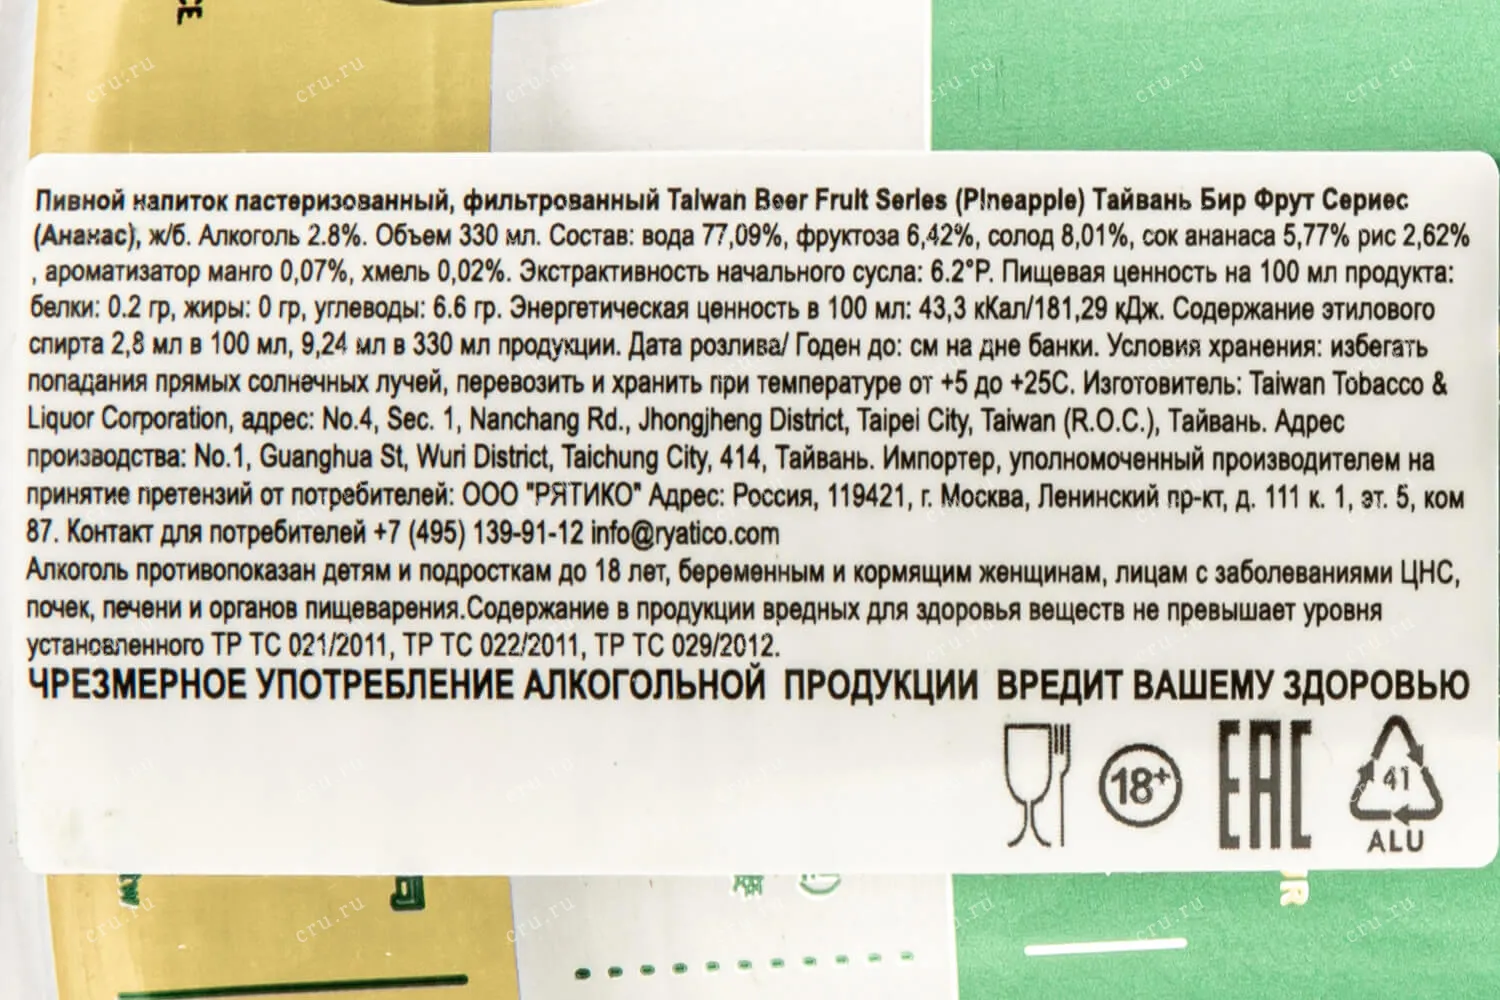 CE
Пивной напиток пастеризованный, фильтрованный Taiwan Beer Fruit Series (Pineapple) Тайвань Бир Фрут Сериес
(Ананас), ж/б. Алкоголь 2.8%. Объем 330 мл. Состав: вода 77,09%, фруктоза 6,42%, солод 8,01%, сок ананаса 5,77% рис 2,62%
, ароматизатор манго 0,07%, хмель 0,02%. Экстрактивность начального сусла: 6.2°P. Пищевая ценность на 100 мл продукта:
белки: 0.2 гр, жиры: 0 гр, углеводы: 6.6 гр. Энергетическая ценность в 100 мл: 43,3 кКал/181,29 кДж. Содержание этилового
спирта 2,8 мл в 100 мл, 9,24 мл в 330 мл продукции. Дата розлива/ Годен до: см на дне банки. Условия хранения: избегать
попадания прямых солнечных лучей, перевозить и хранить при температуре от +5 до +25С. Изготовитель: Taiwan Tobacco &
Liquor Corporation, адрес: No.4, Sec. 1, Nanchang Rd., Jhongjheng District, Taipei City, Taiwan (R.O.C.), Тайвань. Адрес
производства: No.1, Guanghua St, Wuri District, Taichung City, 414, Тайвань. Импортер, уполномоченный производителем на
принятие претензий от потребителей: ООО "РЯТИКО" Адрес: Россия, 119421, г. Москва, Ленинский пр-кт, д. 111 к. 1, эт. 5, ком
87. Контакт для потребителей +7 (495) 139-91-12 info@ryatico.com
Алкоголь противопоказан детям и подросткам до 18 лет, беременным и кормящим женщинам, лицам с заболеваниями ЦНС,
почек, печени и органов пищеварения.Содержание в продукции вредных для здоровья веществ не превышает уровня
установленного ТР ТС 021/2011, ТР ТС 022/2011, ТР ТС 029/2012.
ЧРЕЗМЕРНОЕ УПОТРЕБЛЕНИЕ АЛКОГОЛЬНОЙ ПРОДУКЦИИ ВРЕДИТ ВАШЕМУ ЗДОРОВЬЮ
18+
EAC
41
ALU
cru.ru